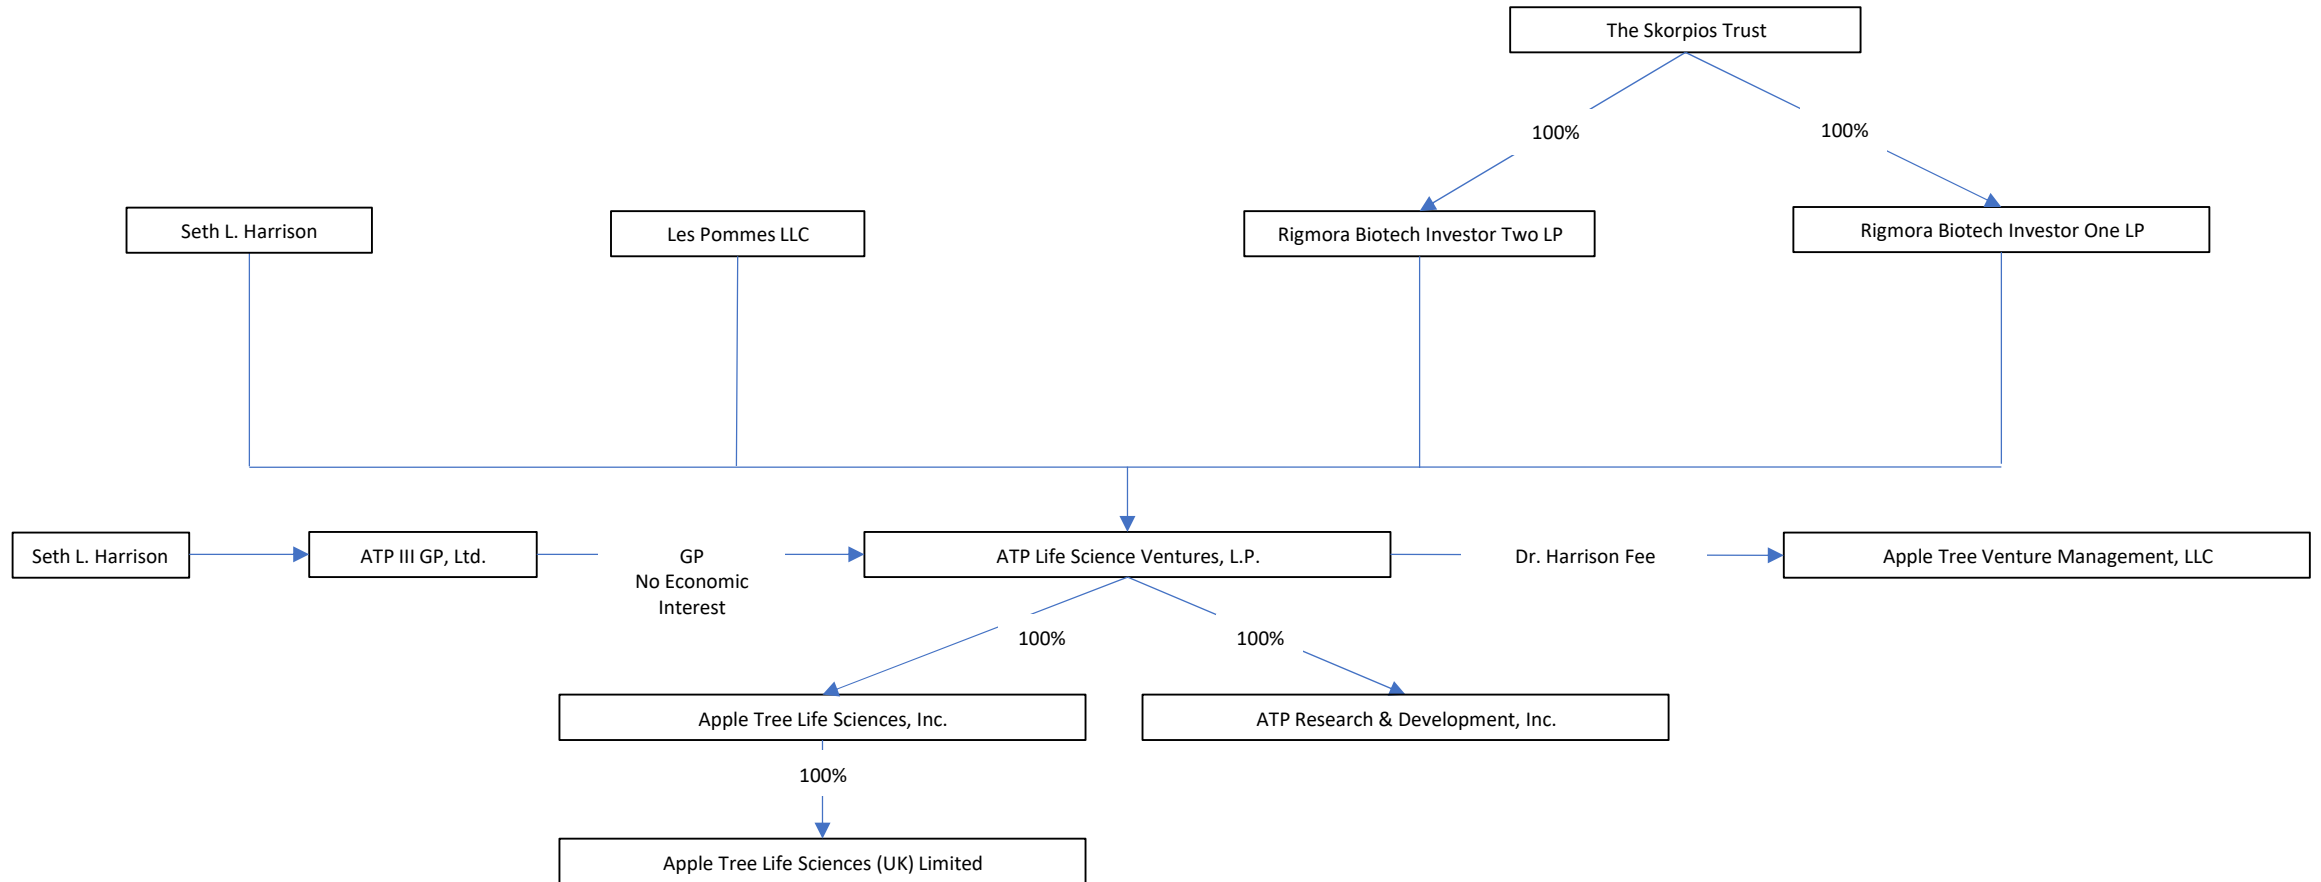 The Skorpios Trust
100%
100%
Seth L. Harrison
Les Pommes LLC
Rigmora Biotech Investor Two LP
Rigmora Biotech Investor One LP
Seth L. Harrison
ATP III GP, Ltd.
GP
No Economic
Interest
ATP Life Science Ventures, L.P.
Dr. Harrison Fee
Apple Tree Venture Management, LLC
100%
100%
Apple Tree Life Sciences, Inc.
ATP Research & Development, Inc.
100%
Apple Tree Life Sciences (UK) Limited